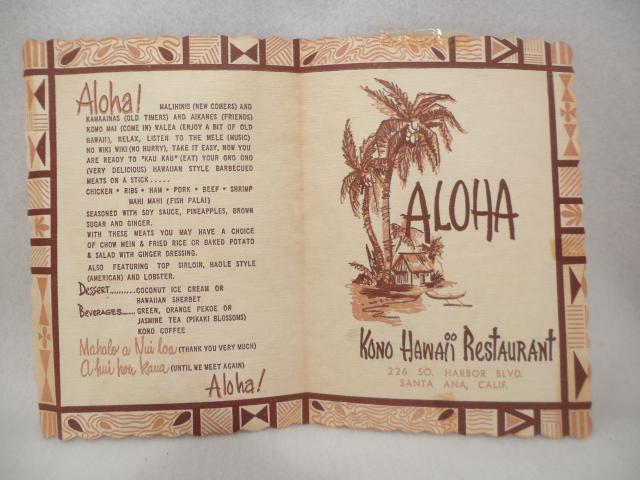 Aloha! MALIHINIS (NEW COMERS) AND
KAMAAINAS (OLD TIMERS) AND AIKANES (FRIENDS)
KOMO MAI (COME IN) WALEA (ENJOY A BIT OF OLD
HAWAII), RELAX, LISTEN TO THE MELE (MUSIC)
NO WIKI WIKI (NO HURRY), TAKE IT EASY. NOW YOU
ARE READY TO "KAU KAU" (EAT) YOUR ONO ONO
(VERY DELICIOUS) HAWAIIAN STYLE BARBECUED
MEATS ON A STICK.....
CHICKEN • RIBS • HAM • PORK • BEEF • SHRIMP
MAHI MAHI (FISH PALAI)
SEASONED WITH SOY SAUCE, PINEAPPLES, BROWN
SUGAR AND GINGER.
WITH THESE MEATS YOU MAY HAVE A CHOICE
OF CHOW MEIN & FRIED RICE OR BAKED POTATO
& SALAD WITH GINGER DRESSING.
ALSO FEATURING TOP SIRLOIN, HAOLE STYLE
(AMERICAN) AND LOBSTER.
Dessert..........COCONUT ICE CREAM OR
HAWAIIAN SHERBET
Beverages......GREEN, ORANGE PEKOE OR
JASMINE TEA (PIKAKI BLOSSOMS)
KONO COFFEE
Mahalo a Nui loa (THANK YOU VERY MUCH)
A hui hou kaua (UNTIL WE MEET AGAIN)
Aloha!
ALOHA
Kono Hawaii Restaurant
226 SO. HARBOR BLVD.
SANTA ANA, CALIF.